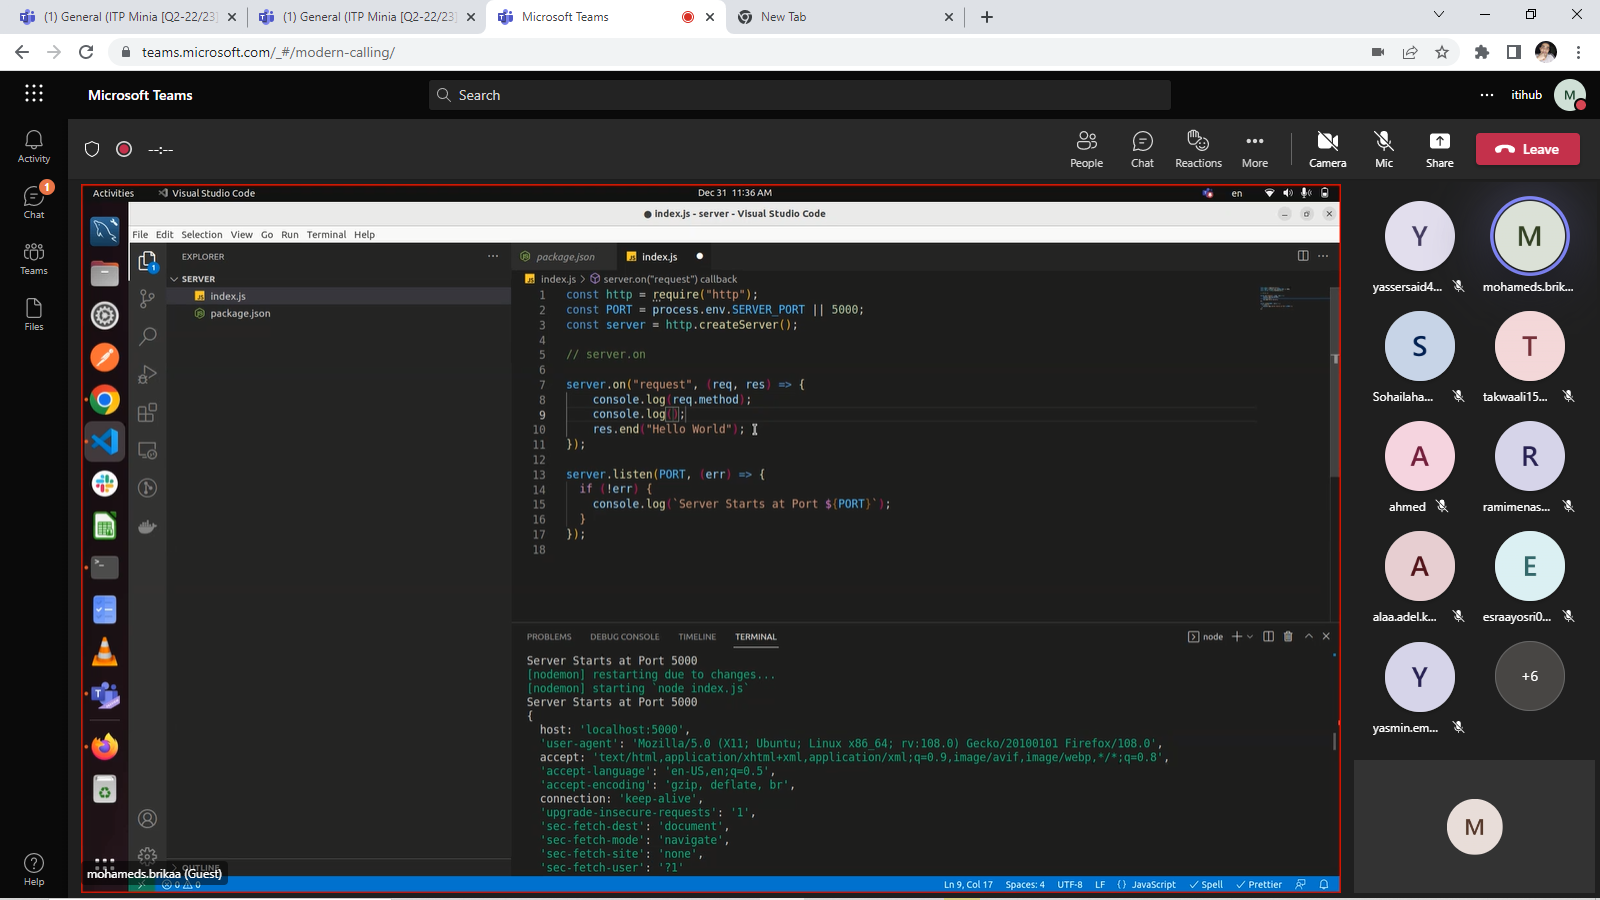 (1) General (ITP Minia [Q2-22/23]
(1) General (ITP Minia [Q2-22/23]
Microsoft Teams
New Tab
teams.microsoft.com/_#/modern-calling/
Microsoft Teams
Search
itihub
M
Activity
Chat
1
Teams
Files
Help
--:--
People
Chat
Reactions
More
Camera
Mic
Share
Leave
Activities
Visual Studio Code
Dec 31 11:36 AM
en
● index.js - server - Visual Studio Code
File Edit Selection View Go Run Terminal Help
EXPLORER
SERVER
JS index.js
package.json
OUTLINE
1
package.json
JS index.js
JS index.js > server.on("request") callback
1 const http = require("http");
2 const PORT = process.env.SERVER_PORT || 5000;
3 const server = http.createServer();
4
5 // server.on
6
7 server.on("request", (req, res) => {
8 console.log(req.method);
9 console.log();
10 res.end("Hello World");
11 });
12
13 server.listen(PORT, (err) => {
14 if (!err) {
15 console.log(`Server Starts at Port ${PORT}`);
16 }
17 });
18
PROBLEMS DEBUG CONSOLE TIMELINE TERMINAL
node
Server Starts at Port 5000
[nodemon] restarting due to changes...
[nodemon] starting `node index.js`
Server Starts at Port 5000
{
host: 'localhost:5000',
'user-agent': 'Mozilla/5.0 (X11; Ubuntu; Linux x86_64; rv:108.0) Gecko/20100101 Firefox/108.0',
accept: 'text/html,application/xhtml+xml,application/xml;q=0.9,image/avif,image/webp,*/*;q=0.8',
'accept-language': 'en-US,en;q=0.5',
'accept-encoding': 'gzip, deflate, br',
connection: 'keep-alive',
'upgrade-insecure-requests': '1',
'sec-fetch-dest': 'document',
'sec-fetch-mode': 'navigate',
'sec-fetch-site': 'none',
'sec-fetch-user': '?1'
mohameds.brikaa (Guest)
0 0
Ln 9, Col 17 Spaces: 4 UTF-8 LF {} JavaScript Spell Prettier
Y
yassersaid4...
M
mohameds.brik...
S
Sohailaha...
T
takwaali15...
A
ahmed
R
ramimenas...
A
alaa.adel.k...
E
esraayosri0...
Y
yasmin.em...
+6
M